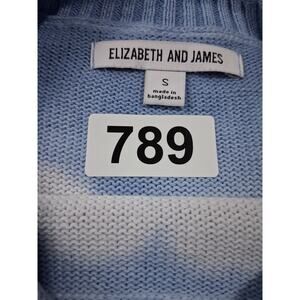 ELIZABETH AND JAMES
S
made in
bangladesh
789